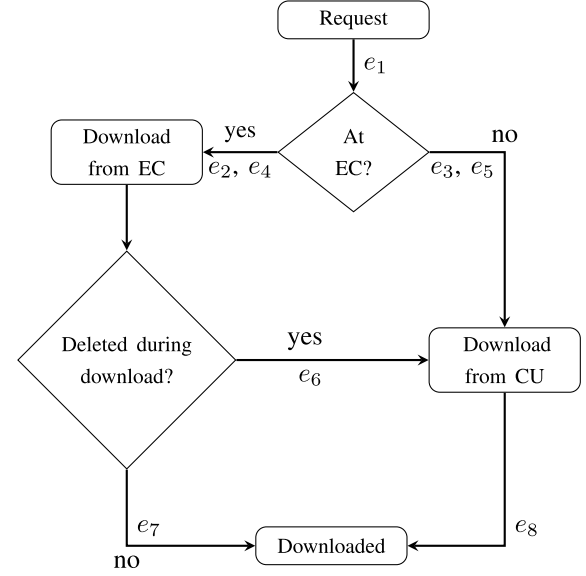 Request
e₁
At
EC?
yes
e₂, e₄
no
e₃, e₅
Download
from EC
Deleted during
download?
yes
e₆
Download
from CU
e₇
no
Downloaded
e₈